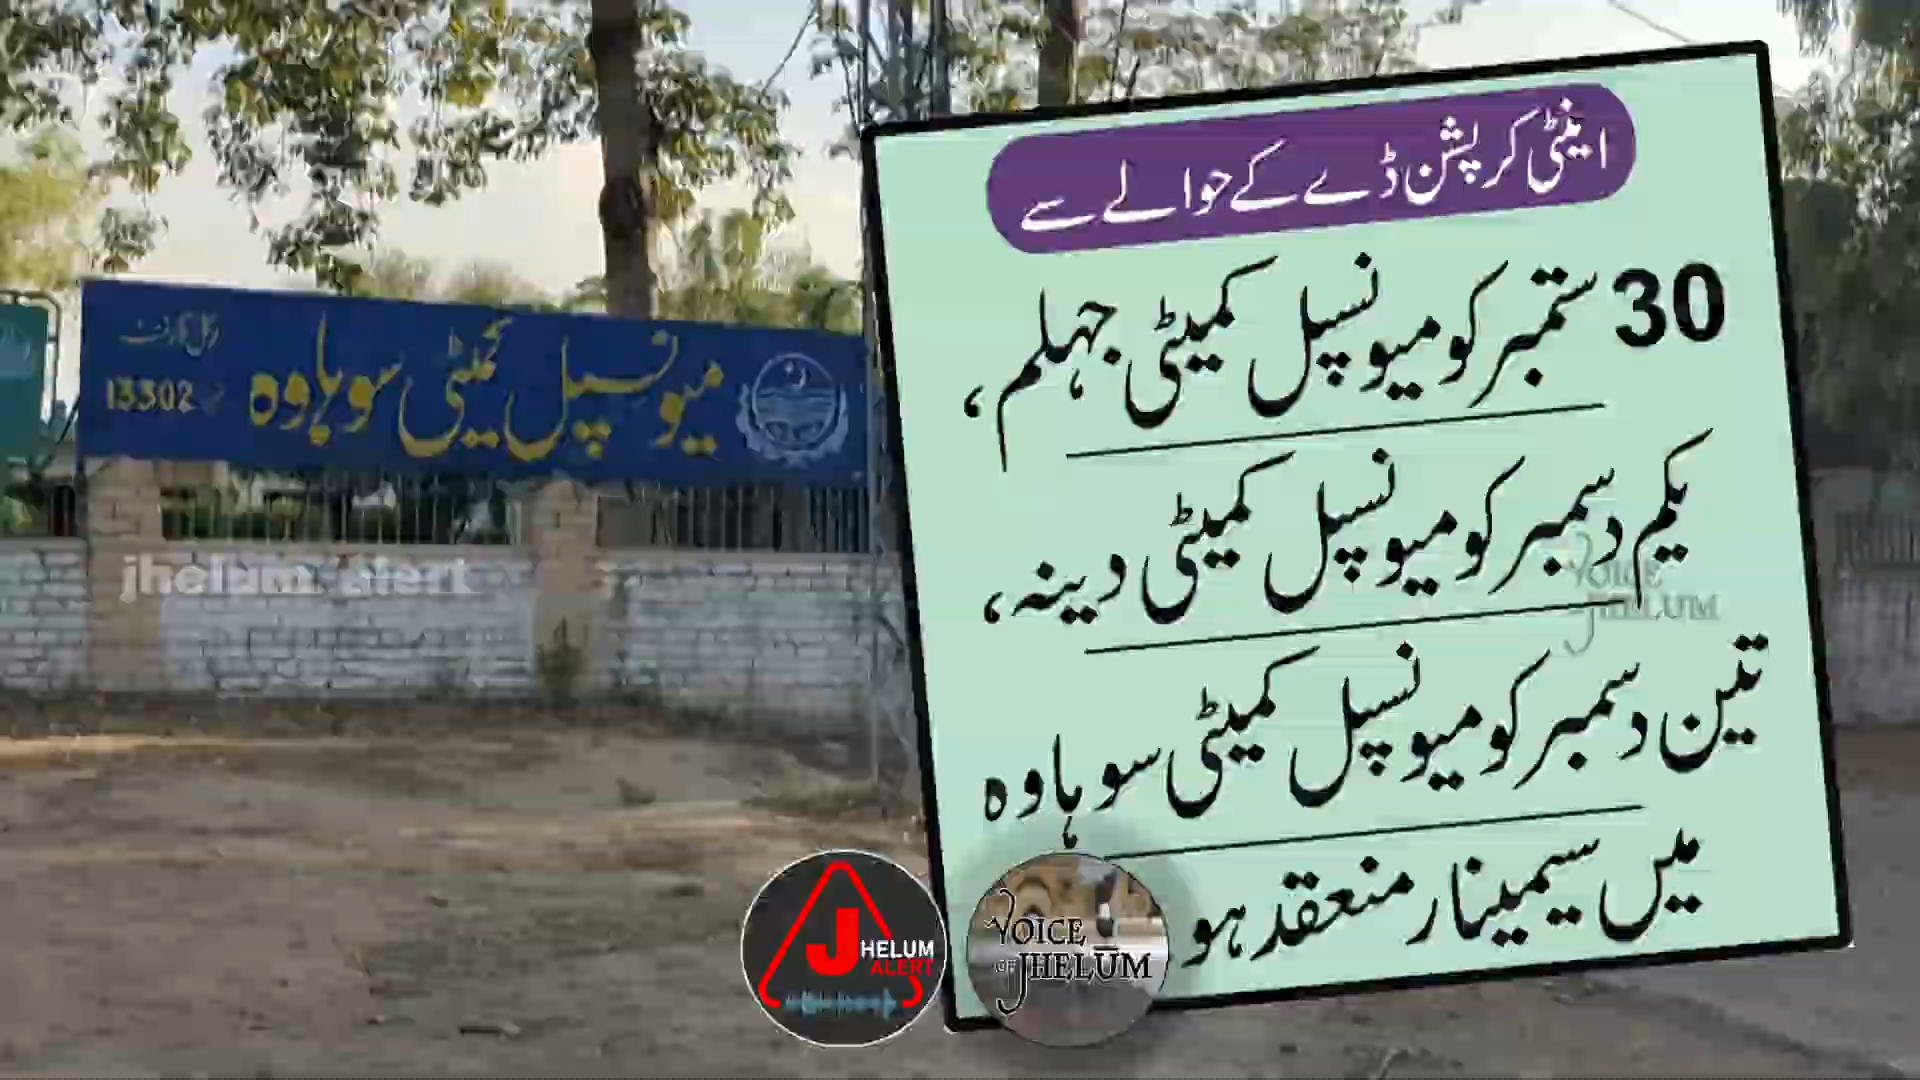 میونسپل کمیٹی سوہاوہ
13302
jhelum alert
اینٹی کرپشن ڈے کے حوالے سے
30 ستمبر کو میونسپل کمیٹی جہلم،
یکم دسمبر کو میونسپل کمیٹی دینہ،
تین دسمبر کو میونسپل کمیٹی سوہاوہ
میں سیمینار منعقد ہو
VOICE
JHELUM
JHELUM
ALERT
VOICE
OF JHELUM